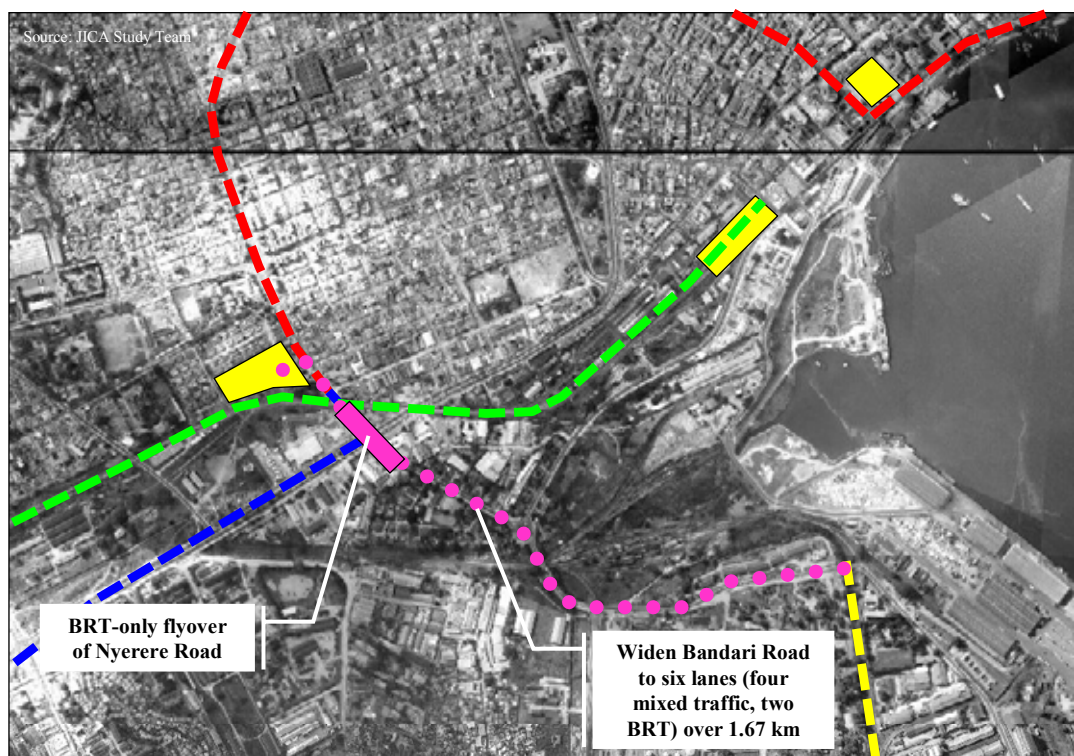 Source: JICA Study Team
BRT-only flyover
of Nyerere Road
Widen Bandari Road
to six lanes (four
mixed traffic, two
BRT) over 1.67 km